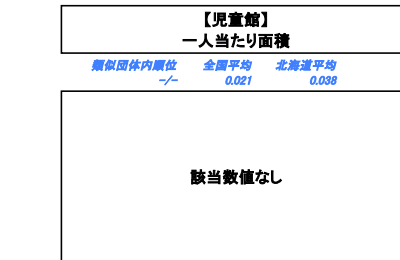 【児童館】
一人当たり面積
類似団体内順位 全国平均 北海道平均
-/- 0.021 0.038
該当数値なし